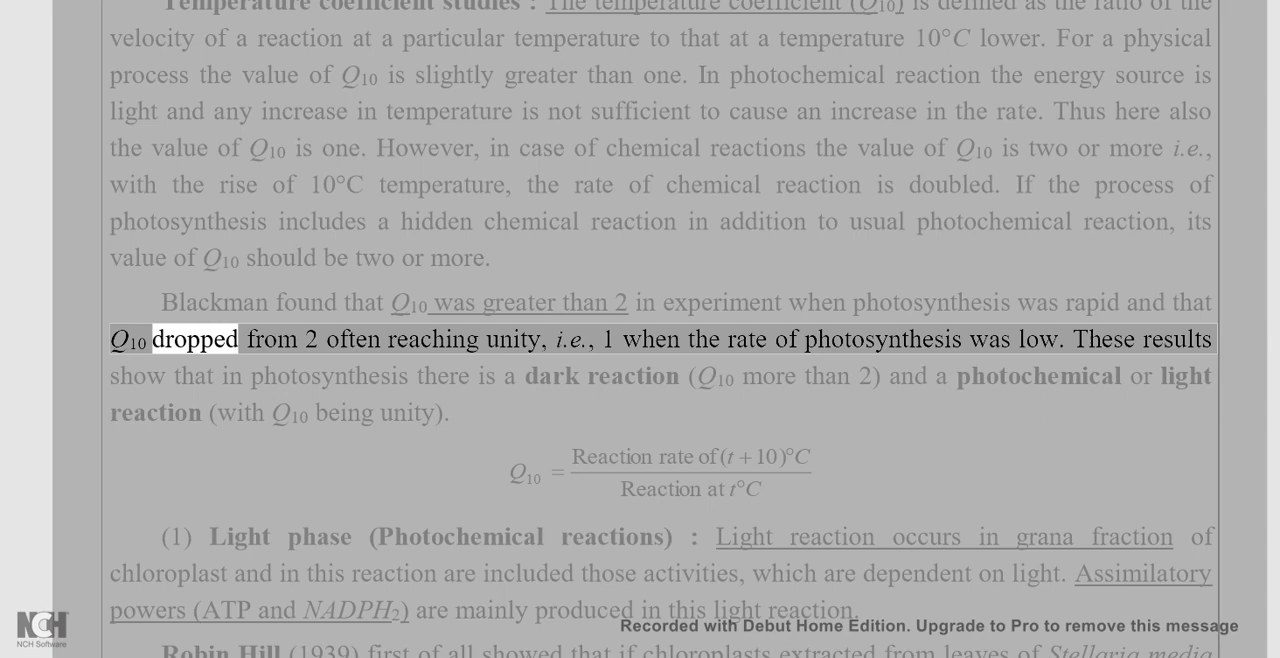 Temperature coefficient studies : The temperature coefficient (Q10) is defined as the ratio of the
velocity of a reaction at a particular temperature to that at a temperature 10°C lower. For a physical
process the value of Q10 is slightly greater than one. In photochemical reaction the energy source is
light and any increase in temperature is not sufficient to cause an increase in the rate. Thus here also
the value of Q10 is one. However, in case of chemical reactions the value of Q10 is two or more i.e.,
with the rise of 10°C temperature, the rate of chemical reaction is doubled. If the process of
photosynthesis includes a hidden chemical reaction in addition to usual photochemical reaction, its
value of Q10 should be two or more.
Blackman found that Q10 was greater than 2 in experiment when photosynthesis was rapid and that
Q10 dropped from 2 often reaching unity, i.e., 1 when the rate of photosynthesis was low. These results
show that in photosynthesis there is a dark reaction (Q10 more than 2) and a photochemical or light
reaction (with Q10 being unity).
Q10 = Reaction rate of (t + 10)°C
Reaction at t°C
(1) Light phase (Photochemical reactions) : Light reaction occurs in grana fraction of
chloroplast and in this reaction are included those activities, which are dependent on light. Assimilatory
powers (ATP and NADPH2) are mainly produced in this light reaction.
Robin Hill (1939) first of all showed that if chloroplasts extracted from leaves of Stellaria media
NCH
NCH Software
Recorded with Debut Home Edition. Upgrade to Pro to remove this message